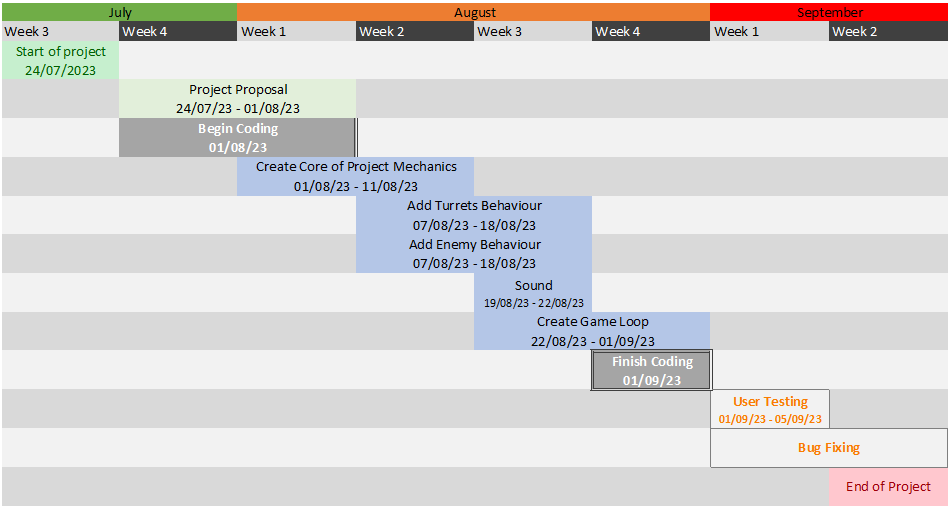 July August September
Week 3 Week 4 Week 1 Week 2 Week 3 Week 4 Week 1 Week 2
Start of project
24/07/2023
Project Proposal
24/07/23 - 01/08/23
Begin Coding
01/08/23
Create Core of Project Mechanics
01/08/23 - 11/08/23
Add Turrets Behaviour
07/08/23 - 18/08/23
Add Enemy Behaviour
07/08/23 - 18/08/23
Sound
19/08/23 - 22/08/23
Create Game Loop
22/08/23 - 01/09/23
Finish Coding
01/09/23
User Testing
01/09/23 - 05/09/23
Bug Fixing
End of Project